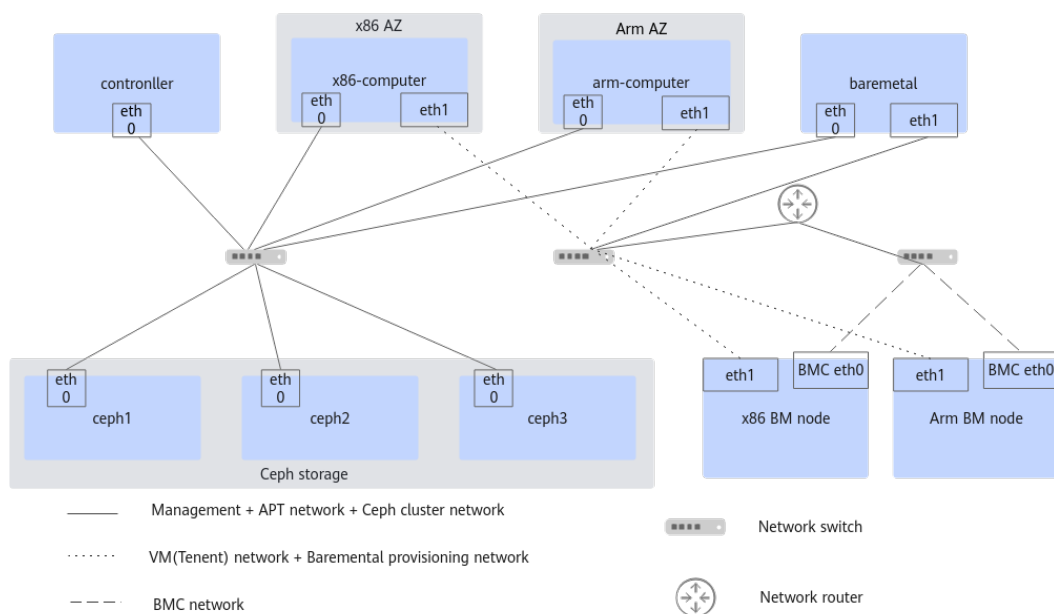 x86 AZ
Arm AZ
contronller
x86-computer
arm-computer
baremetal
eth
0
eth
0
eth1
eth
0
eth1
eth
0
eth1
eth
0
eth
0
eth
0
eth1
BMC eth0
eth1
BMC eth0
ceph1
ceph2
ceph3
x86 BM node
Arm BM node
Ceph storage
Management + APT network + Ceph cluster network
Network switch
VM(Tenent) network + Baremental provisioning network
BMC network
Network router